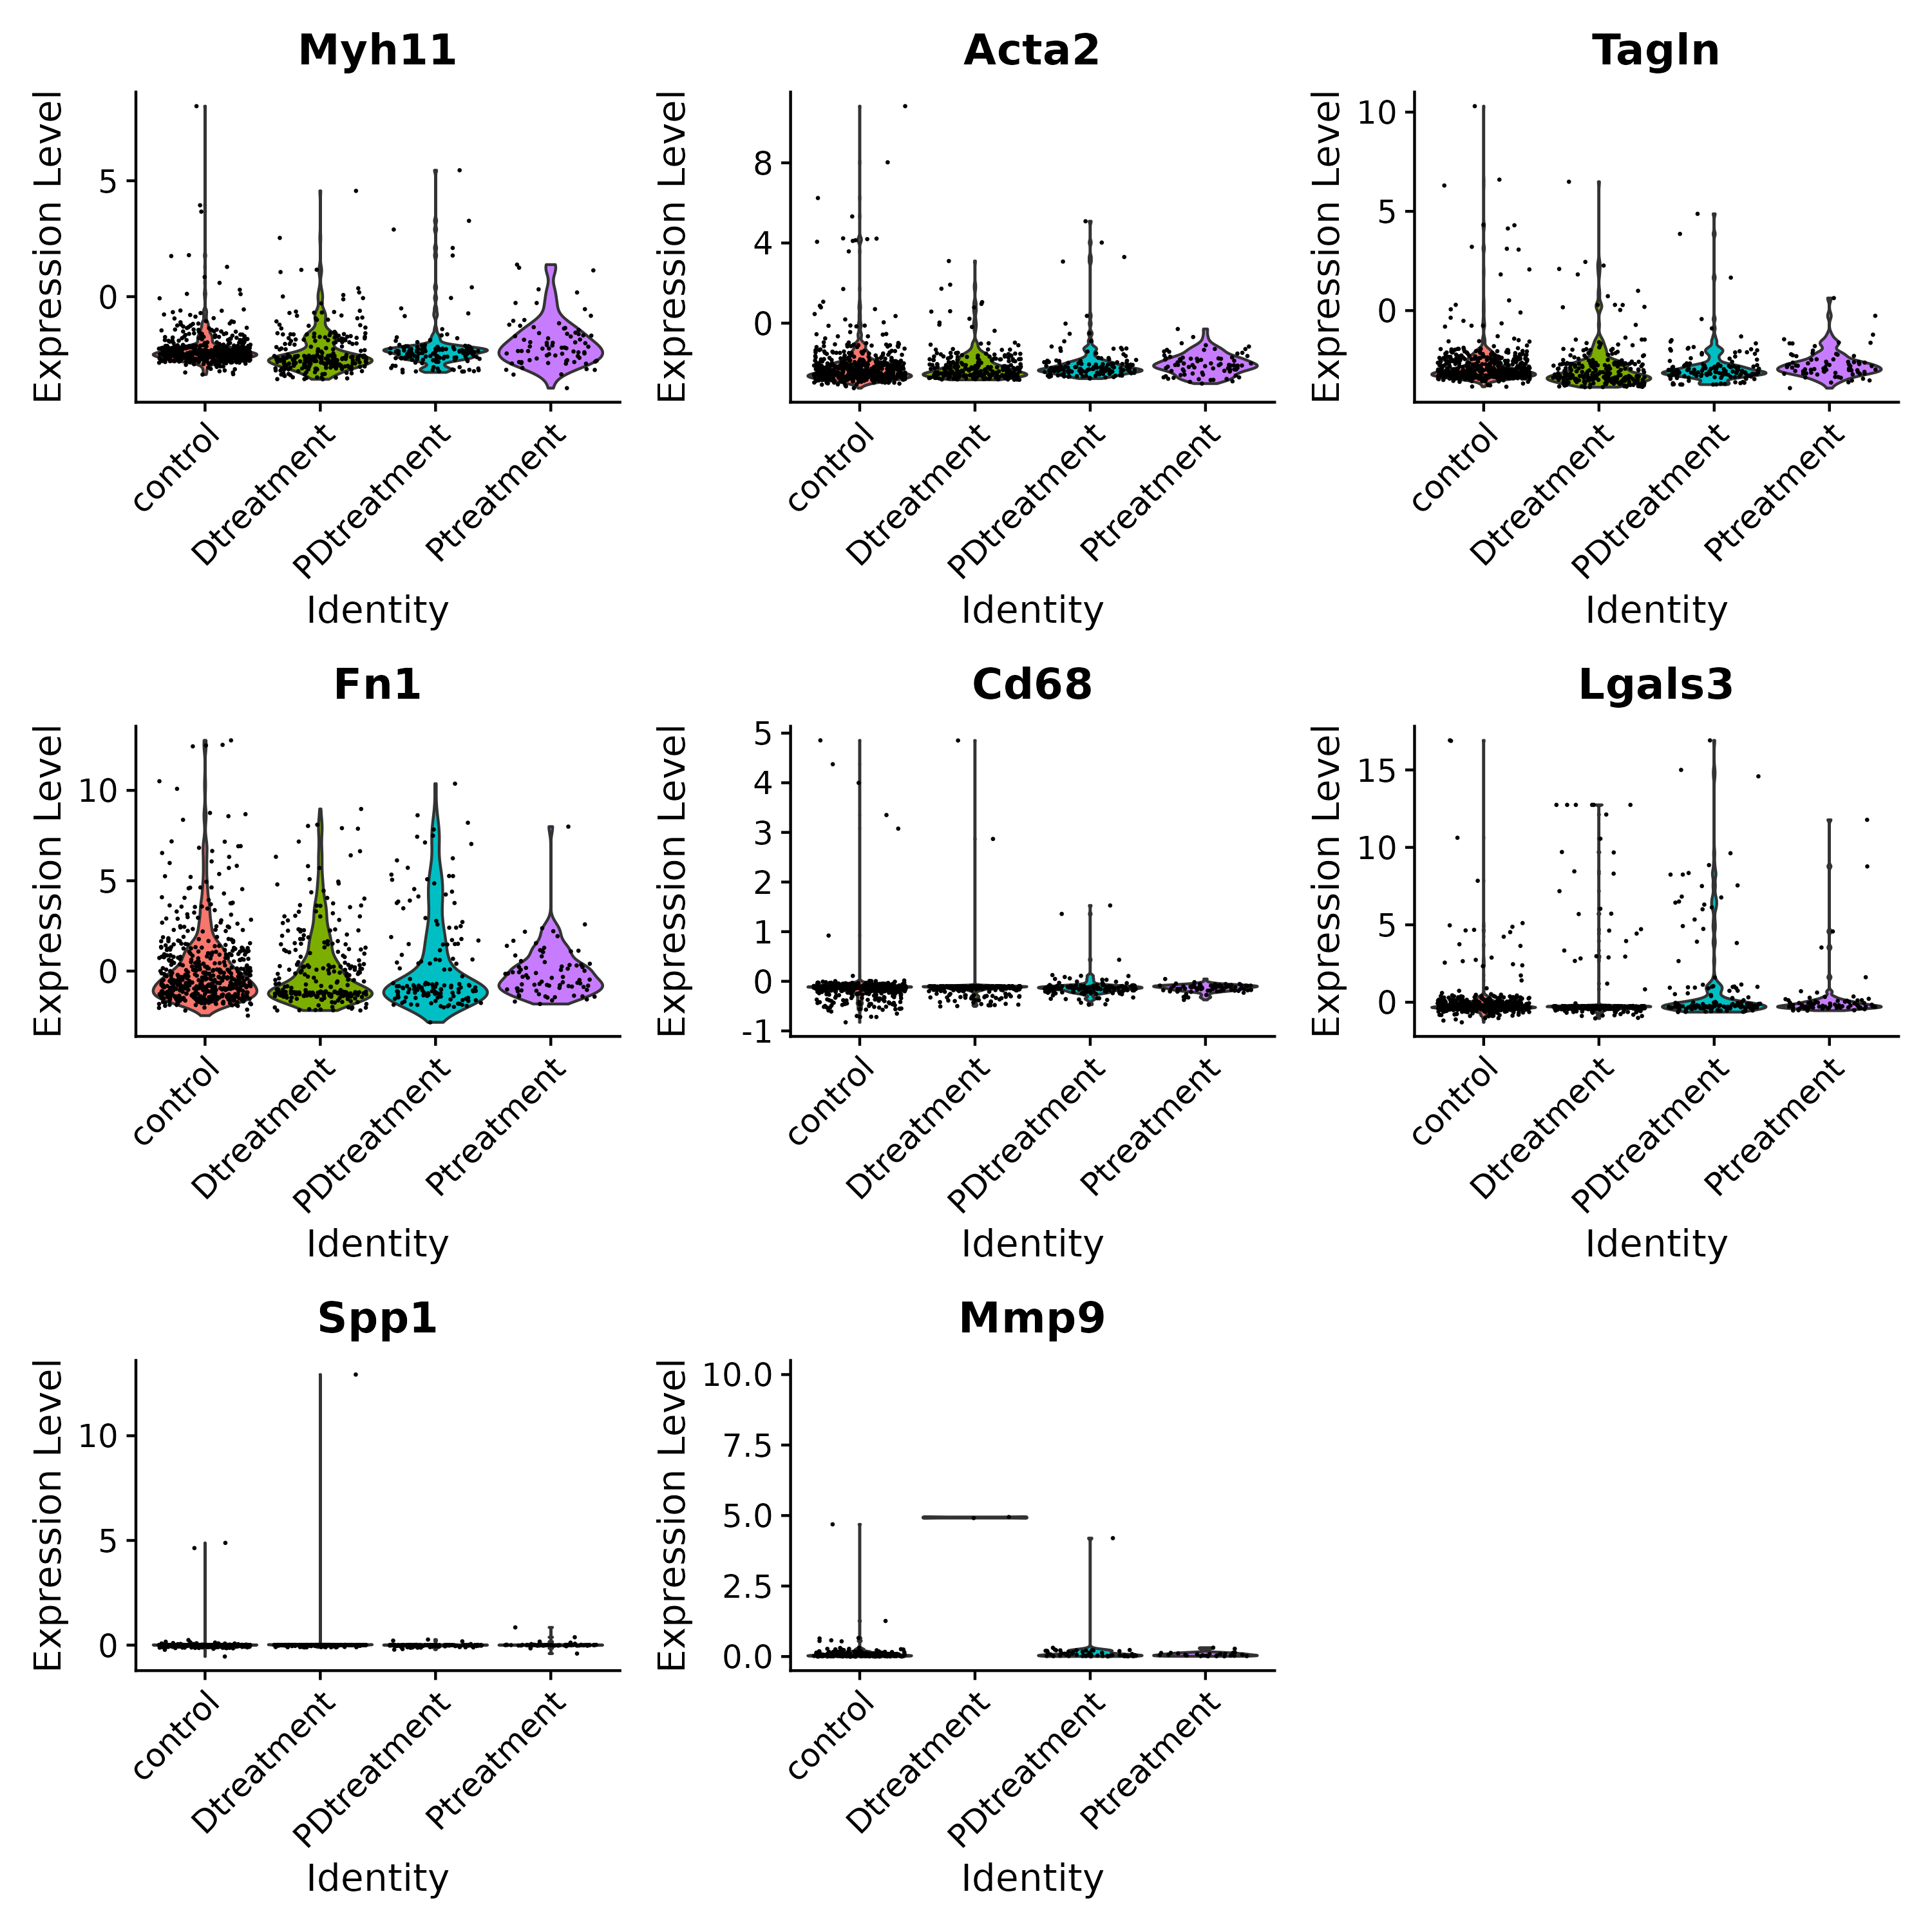 Myh11
Expression Level
5
0
control
Dtreatment
PDtreatment
Ptreatment
Identity
Acta2
Expression Level
8
4
0
control
Dtreatment
PDtreatment
Ptreatment
Identity
Tagln
Expression Level
10
5
0
control
Dtreatment
PDtreatment
Ptreatment
Identity
Fn1
Expression Level
10
5
0
control
Dtreatment
PDtreatment
Ptreatment
Identity
Cd68
Expression Level
5
4
3
2
1
0
-1
control
Dtreatment
PDtreatment
Ptreatment
Identity
Lgals3
Expression Level
15
10
5
0
control
Dtreatment
PDtreatment
Ptreatment
Identity
Spp1
Expression Level
10
5
0
control
Dtreatment
PDtreatment
Ptreatment
Identity
Mmp9
Expression Level
10.0
7.5
5.0
2.5
0.0
control
Dtreatment
PDtreatment
Ptreatment
Identity